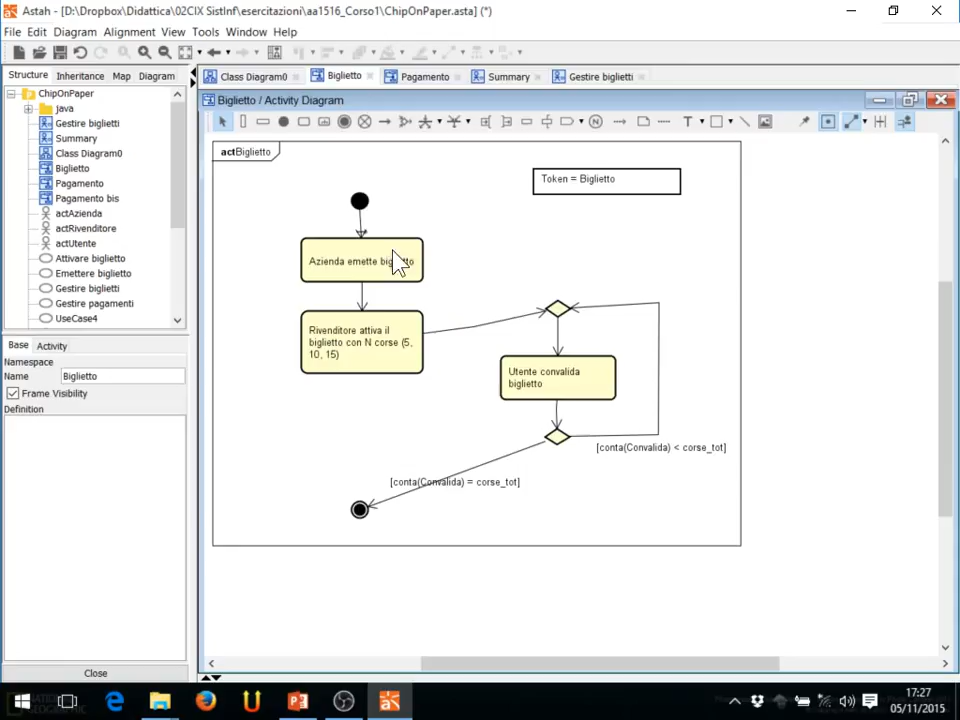 Astah - [D:\Dropbox\Didattica\02CIX SistInf\esercitazioni\aa1516_Corso1\ChipOnPaper.asta] (*)
File Edit Diagram Alignment View Tools Window Help
Structure Inheritance Map Diagram
Class Diagram0 Biglietto Pagamento Summary Gestire biglietti
Biglietto / Activity Diagram
ChipOnPaper
java
Gestire biglietti
Summary
Class Diagram0
Biglietto
Pagamento
Pagamento bis
actAzienda
actRivenditore
actUtente
Attivare biglietto
Emettere biglietto
Gestire biglietti
Gestire pagamenti
UseCase4
Base Activity
Namespace
Name Biglietto
Frame Visibility
Definition
Close
T
N
actBiglietto
Token = Biglietto
Azienda emette biglietto
Rivenditore attiva il
biglietto con N corse (5,
10, 15)
Utente convalida
biglietto
[conta(Convalida) < corse_tot]
[conta(Convalida) = corse_tot]
17:27
05/11/2015